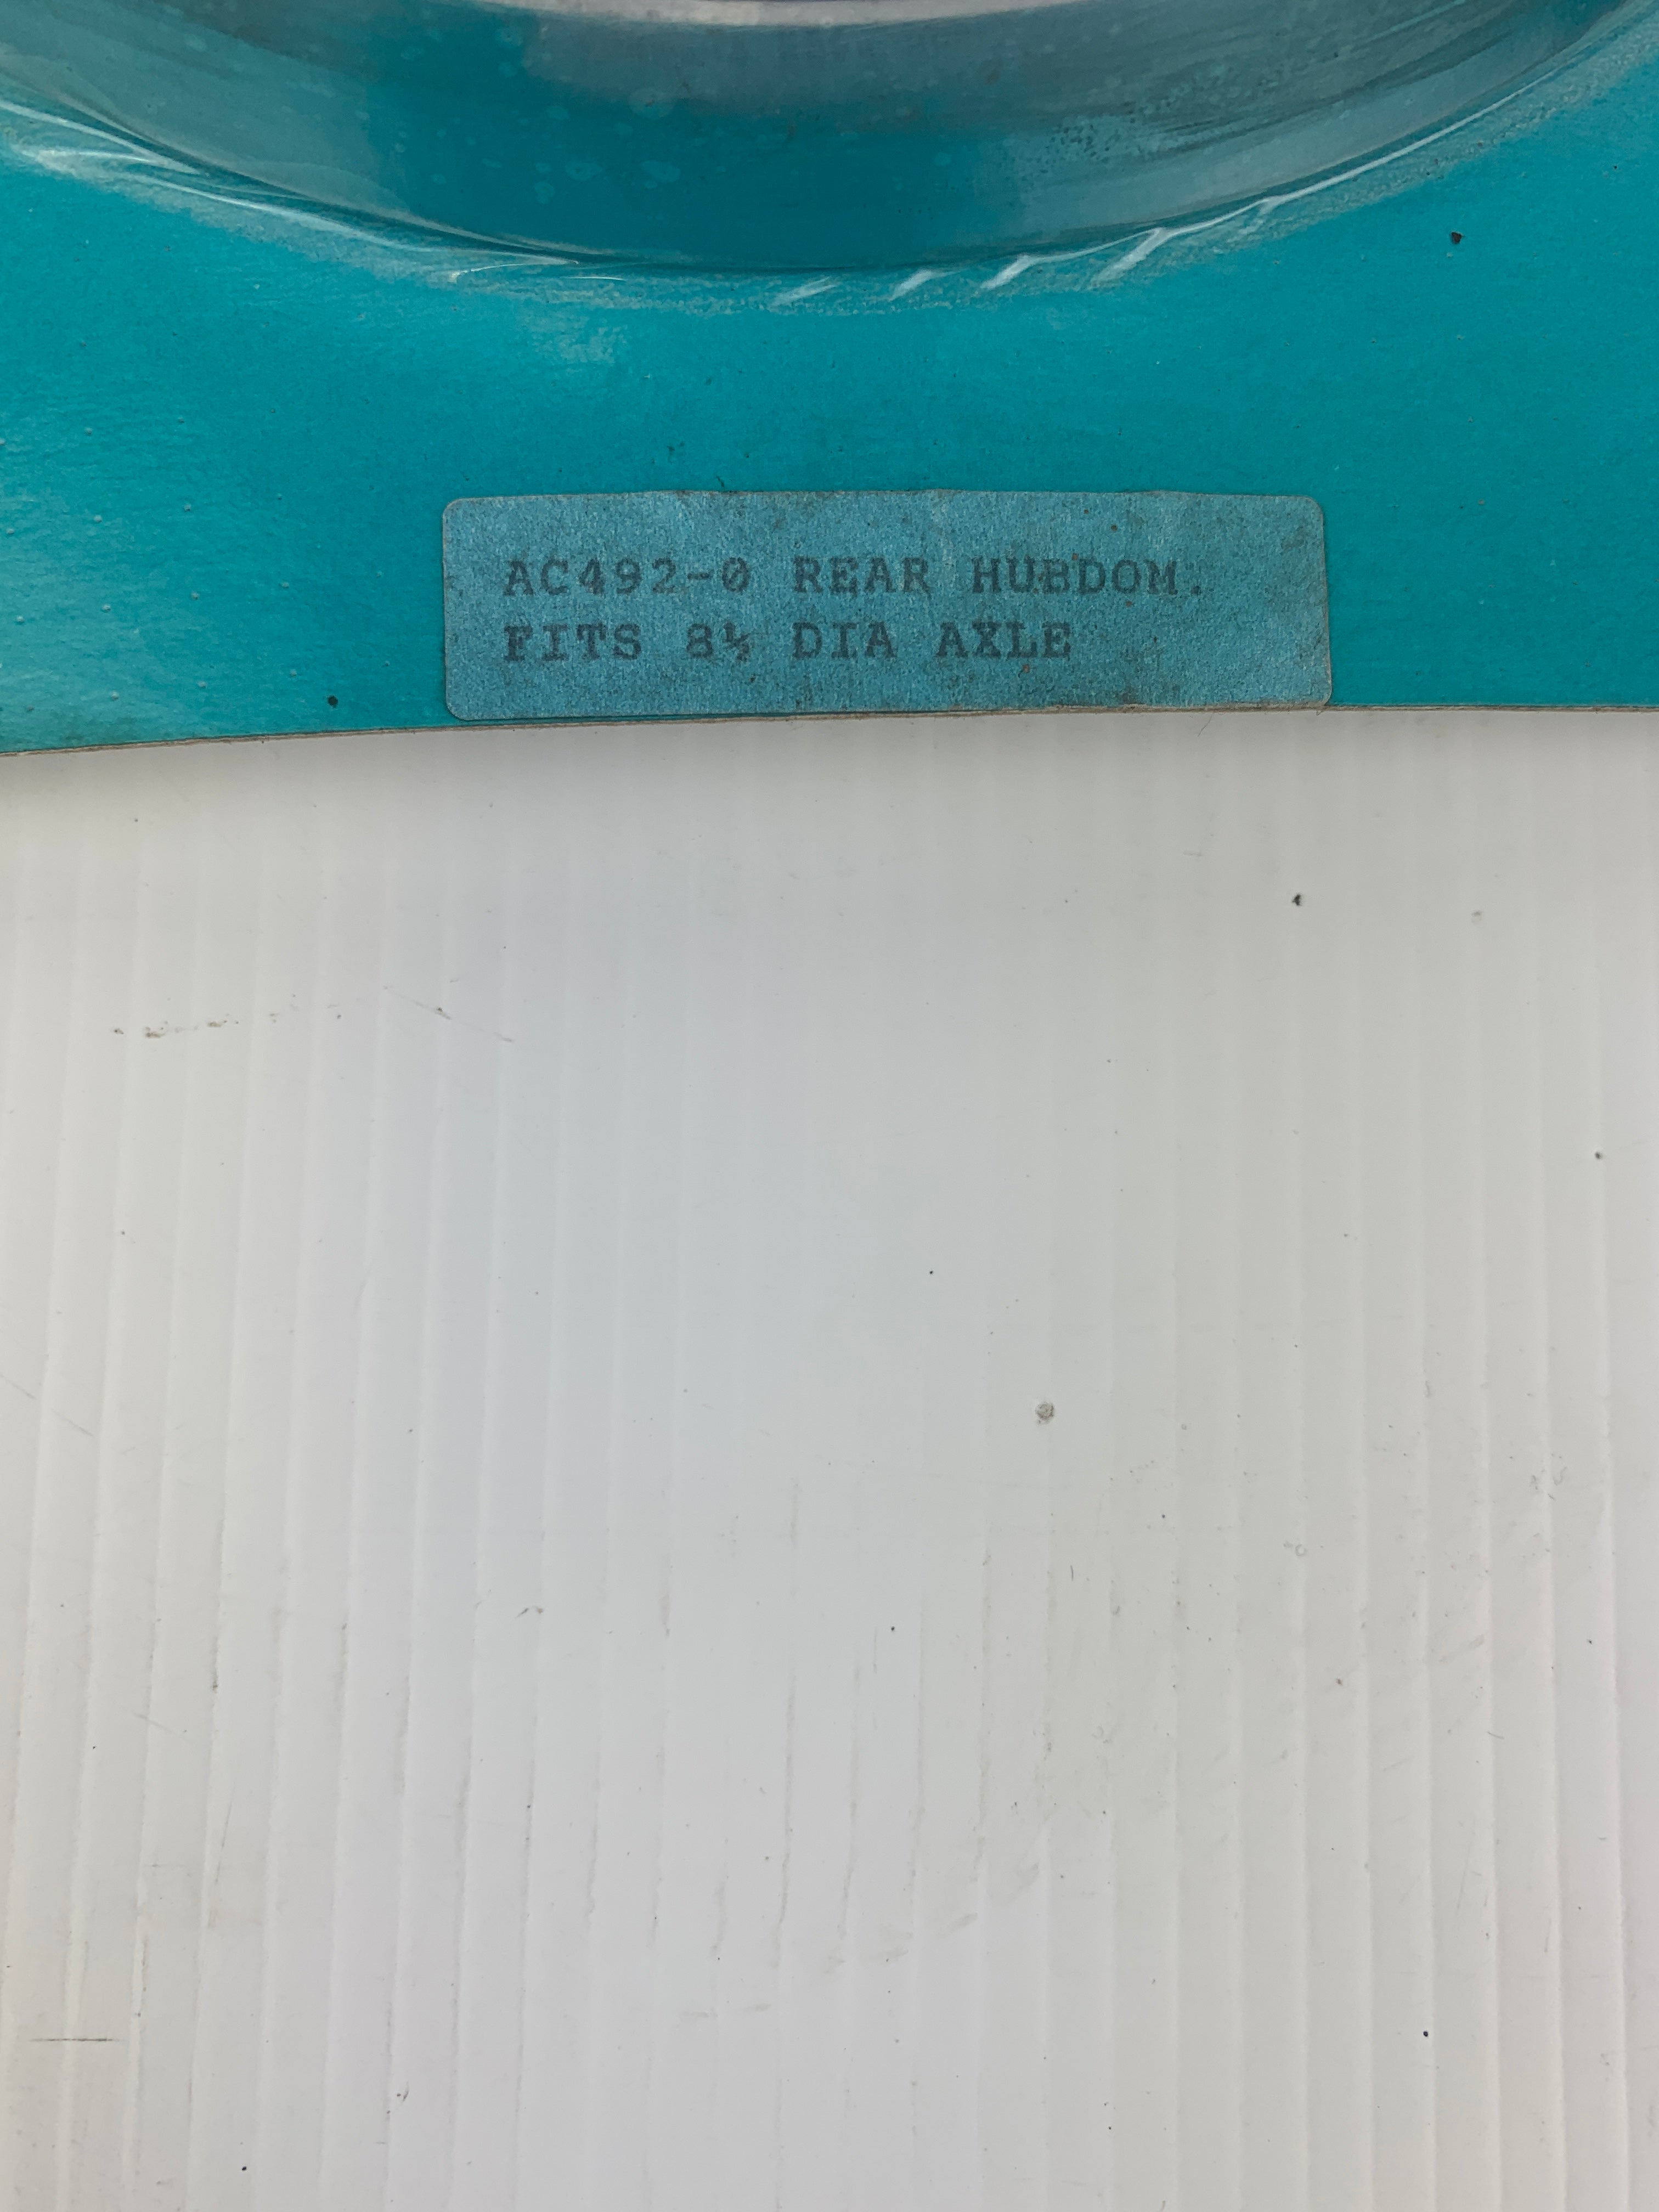 AC492-0 REAR HUBDOM.
FITS 8½ DIA AXLE